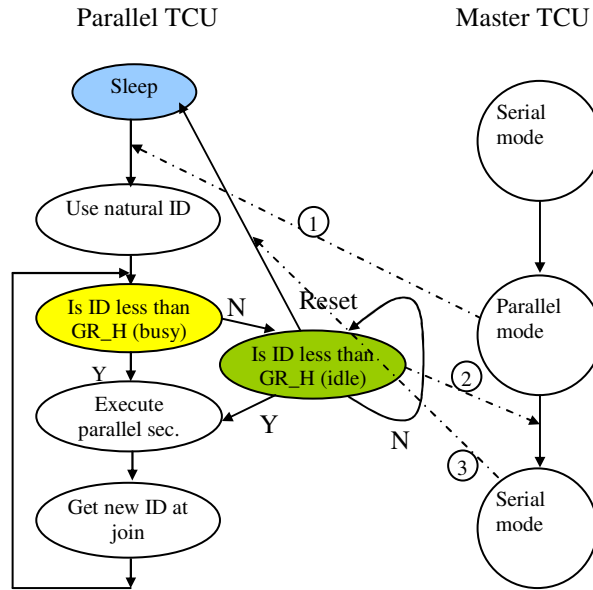 Parallel TCU
Master TCU
Sleep
Serial
mode
Use natural ID
1
N
Reset
Is ID less than
GR_H (busy)
Parallel
mode
Is ID less than
GR_H (idle)
2
Y
Execute
parallel sec.
Y
N
3
Get new ID at
join
Serial
mode